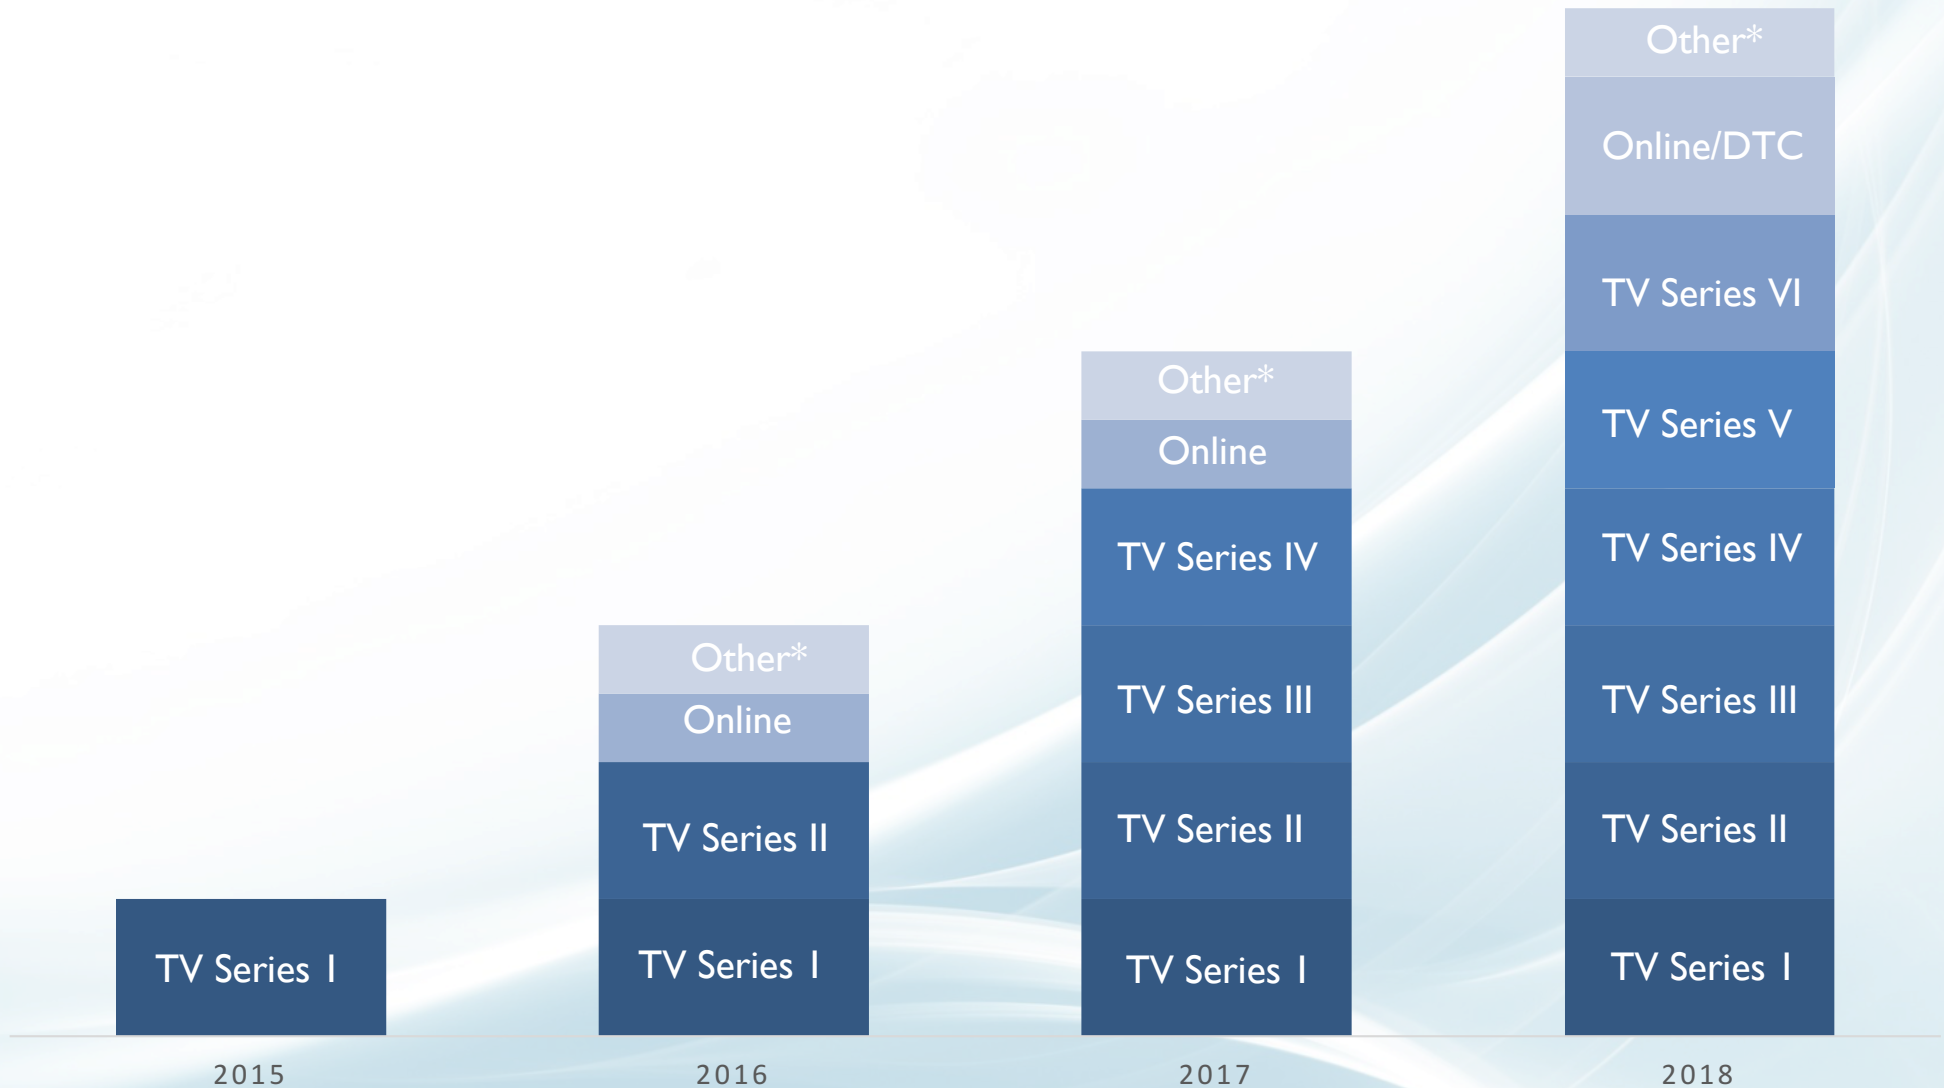 TV Series I
2015
Other*
Online
TV Series II
TV Series I
2016
Other*
Online
TV Series IV
TV Series III
TV Series II
TV Series I
2017
Other*
Online/DTC
TV Series VI
TV Series V
TV Series IV
TV Series III
TV Series II
TV Series I
2018